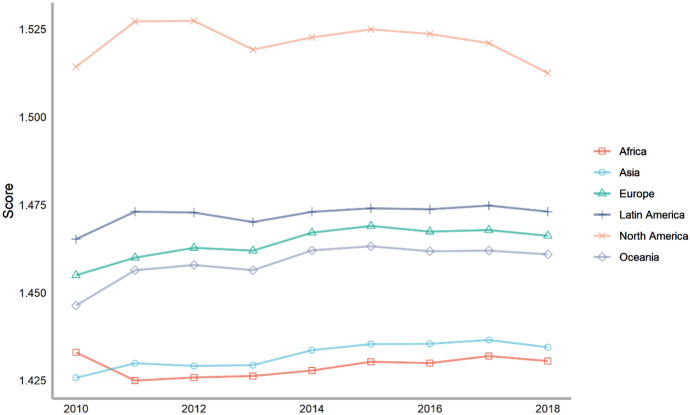 1.525
1.500
1.475
1.450
1.425
Score
2010 2012 2014 2016 2018
Africa
Asia
Europe
Latin America
North America
Oceania